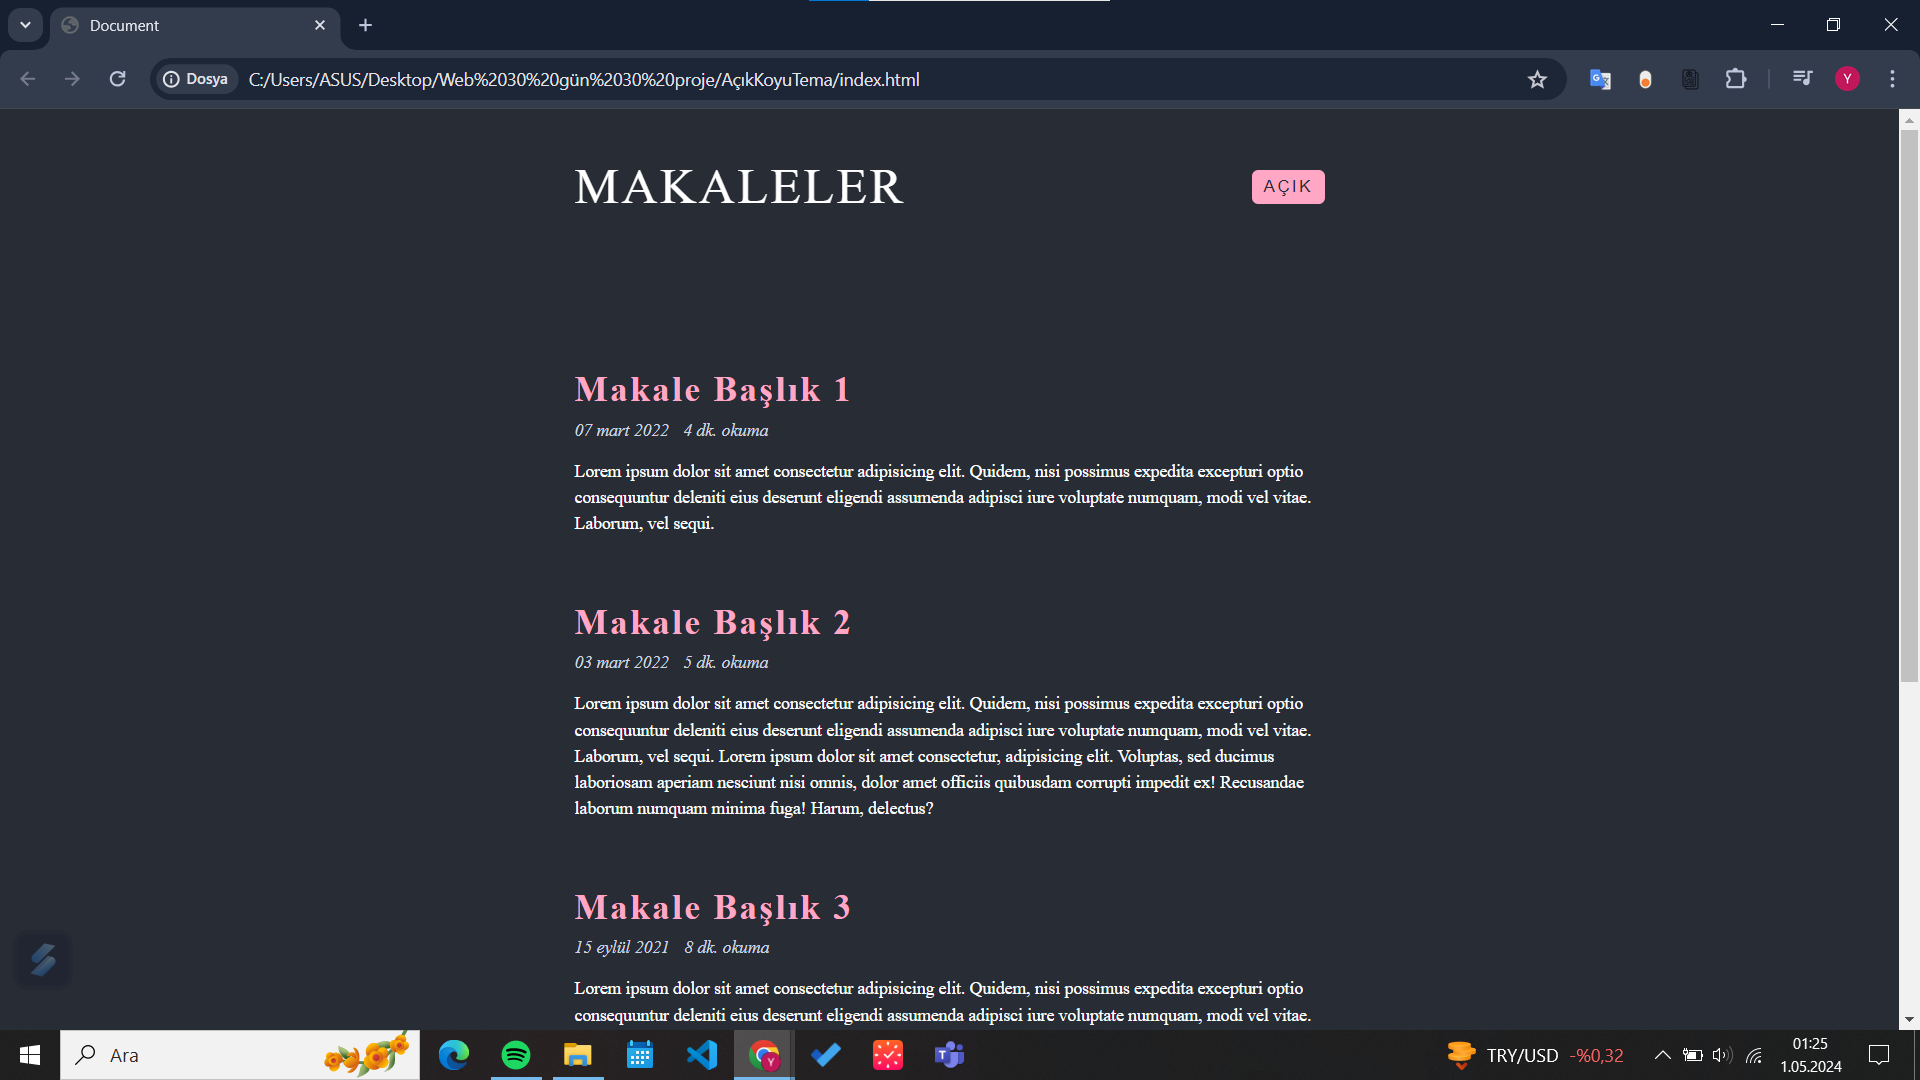 Document
Dosya
C:/Users/ASUS/Desktop/Web%2030%20gün%2030%20proje/AçıkKoyuTema/index.html
Y
MAKALELER
AÇIK
Makale Başlık 1
07 mart 2022 4 dk. okuma
Lorem ipsum dolor sit amet consectetur adipisicing elit. Quidem, nisi possimus expedita excepturi optio
consequuntur deleniti eius deserunt eligendi assumenda adipisci iure voluptate numquam, modi vel vitae.
Laborum, vel sequi.
Makale Başlık 2
03 mart 2022 5 dk. okuma
Lorem ipsum dolor sit amet consectetur adipisicing elit. Quidem, nisi possimus expedita excepturi optio
consequuntur deleniti eius deserunt eligendi assumenda adipisci iure voluptate numquam, modi vel vitae.
Laborum, vel sequi. Lorem ipsum dolor sit amet consectetur, adipisicing elit. Voluptas, sed ducimus
laboriosam aperiam nesciunt nisi omnis, dolor amet officiis quibusdam corrupti impedit ex! Recusandae
laborum numquam minima fuga! Harum, delectus?
Makale Başlık 3
15 eylül 2021 8 dk. okuma
Lorem ipsum dolor sit amet consectetur adipisicing elit. Quidem, nisi possimus expedita excepturi optio
consequuntur deleniti eius deserunt eligendi assumenda adipisci iure voluptate numquam, modi vel vitae.
Ara
TRY/USD -%0,32
01:25
1.05.2024